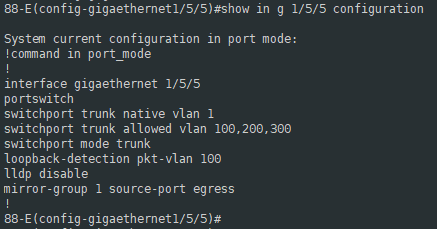 88-E(config-gigaethernet1/5/5)#show in g 1/5/5 configuration
System current configuration in port mode:
!command in port_mode
!
interface gigaethernet 1/5/5
portswitch
switchport trunk native vlan 1
switchport trunk allowed vlan 100,200,300
switchport mode trunk
loopback-detection pkt-vlan 100
lldp disable
mirror-group 1 source-port egress
!
88-E(config-gigaethernet1/5/5)#